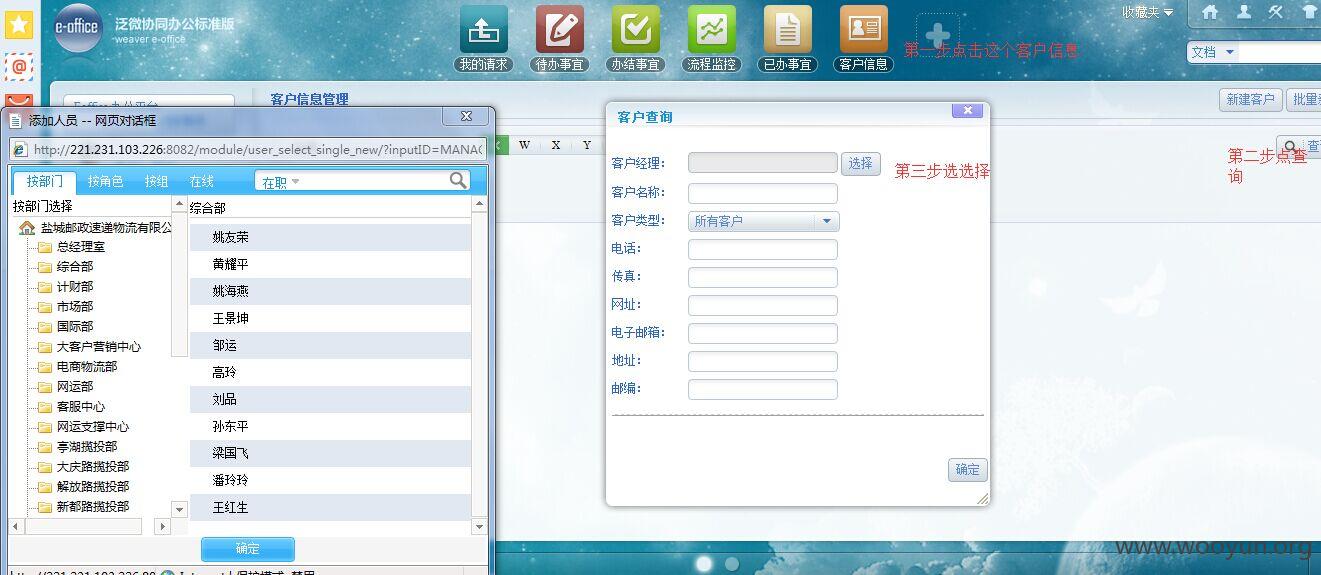 e-office
泛微协同办公标准版
-weaver e-office
我的请求
待办事宜
办结事宜
流程监控
已办事宜
客户信息
第一步点击这个客户信息
收藏夹
文档
客户信息管理
新建客户
W
X
Y
第二步点查
询
添加人员 -- 网页对话框
http://221.231.103.226:8082/module/user_select_single_new/?inputID=MANAG
按部门
按角色
按组
在线
在职
按部门选择
盐城邮政速递物流有限公
总经理室
综合部
计财部
市场部
国际部
大客户营销中心
电商物流部
网运部
客服中心
网运支撑中心
亭湖揽投部
大庆路揽投部
解放路揽投部
新都路揽投部
综合部
姚友荣
黄耀平
姚海燕
王景坤
邹运
高玲
刘品
孙东平
梁国飞
潘玲玲
王红生
确定
客户查询
客户经理：
选择
第三步选选择
客户名称：
客户类型：
所有客户
电话：
传真：
网址：
电子邮箱：
地址：
邮编：
确定
www.wooyun.org